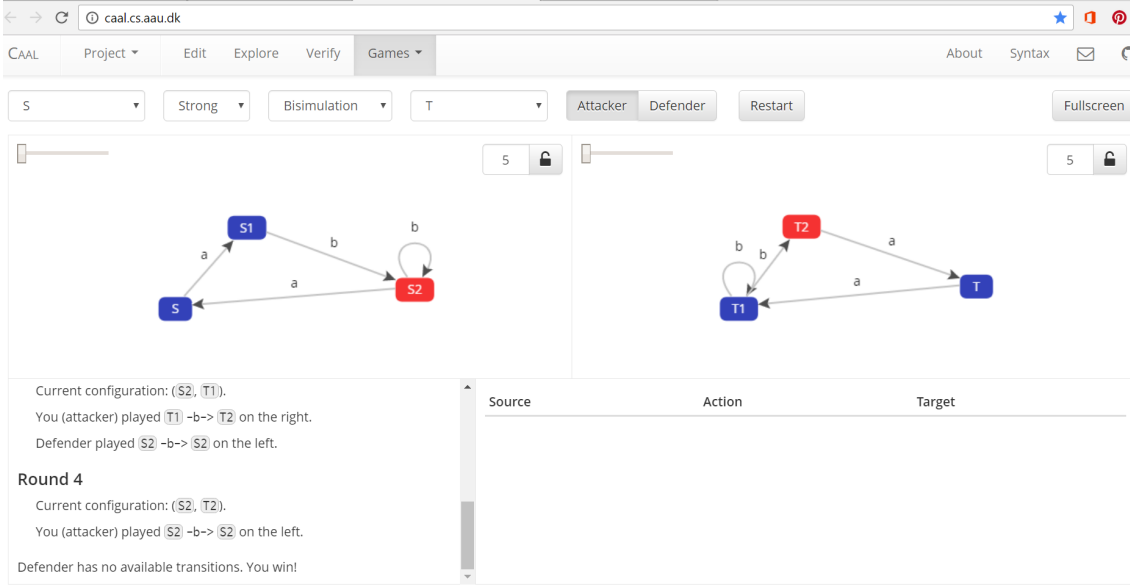 caal.cs.aau.dk
CAAL Project Edit Explore Verify Games About Syntax
S Strong Bisimulation T Attacker Defender Restart Fullscreen
5 5
S1 b a b S2 a S
T2 a b b T a T1
Current configuration: (S2, T1).
You (attacker) played T1 –b–> T2 on the right.
Defender played S2 –b–> S2 on the left.
Round 4
Current configuration: (S2, T2).
You (attacker) played S2 –b–> S2 on the left.
Defender has no available transitions. You win!
Source Action Target